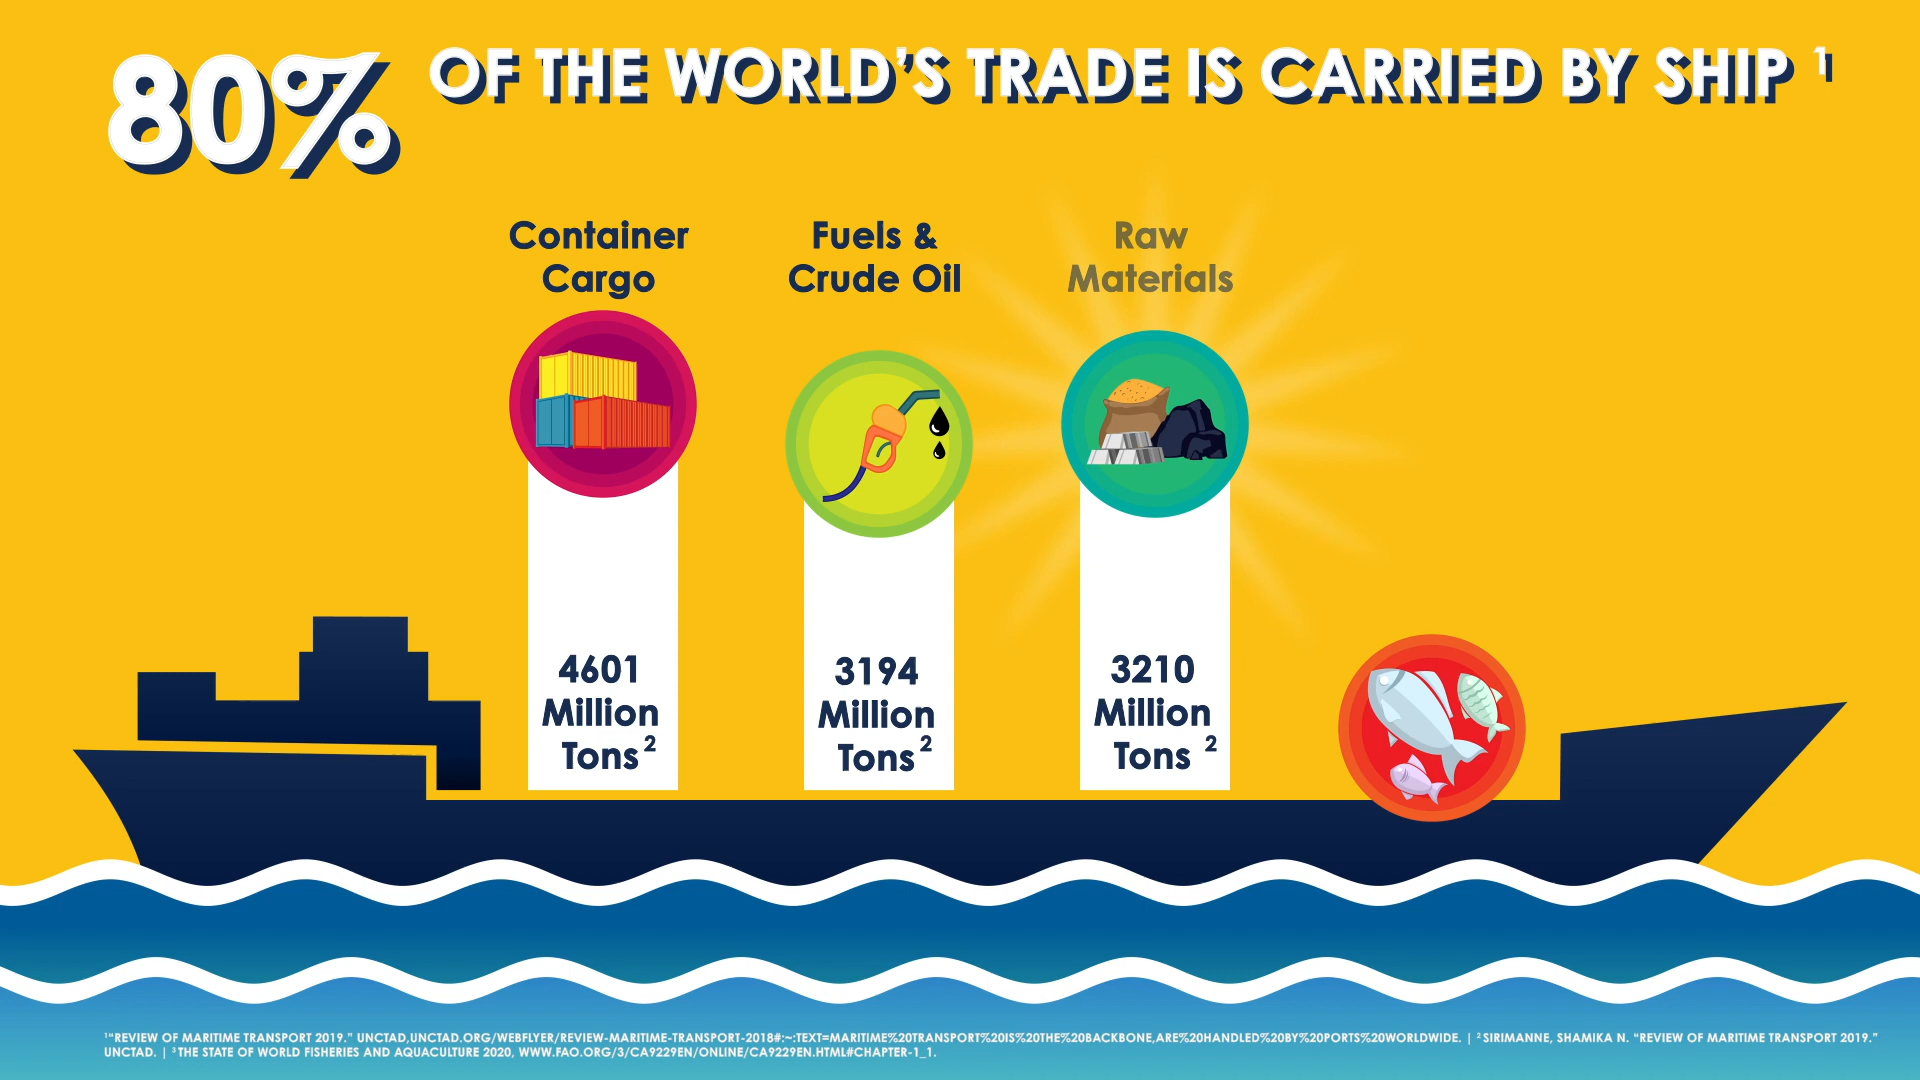 80% OF THE WORLD'S TRADE IS CARRIED BY SHIP ¹
Container
Cargo
Fuels &
Crude Oil
Raw
Materials
4601
Million
Tons ²
3194
Million
Tons ²
3210
Million
Tons ²
¹"REVIEW OF MARITIME TRANSPORT 2019." UNCTAD,UNCTAD.ORG/WEBFLYER/REVIEW-MARITIME-TRANSPORT-2018#:~:TEXT=MARITIME%20TRANSPORT%20IS%20THE%20BACKBONE,ARE%20HANDLED%20BY%20PORTS%20WORLDWIDE. | ² SIRIMANNE, SHAMIKA N. "REVIEW OF MARITIME TRANSPORT 2019."
UNCTAD. | ³ THE STATE OF WORLD FISHERIES AND AQUACULTURE 2020, WWW.FAO.ORG/3/CA9229EN/ONLINE/CA9229EN.HTML#CHAPTER-1_1.